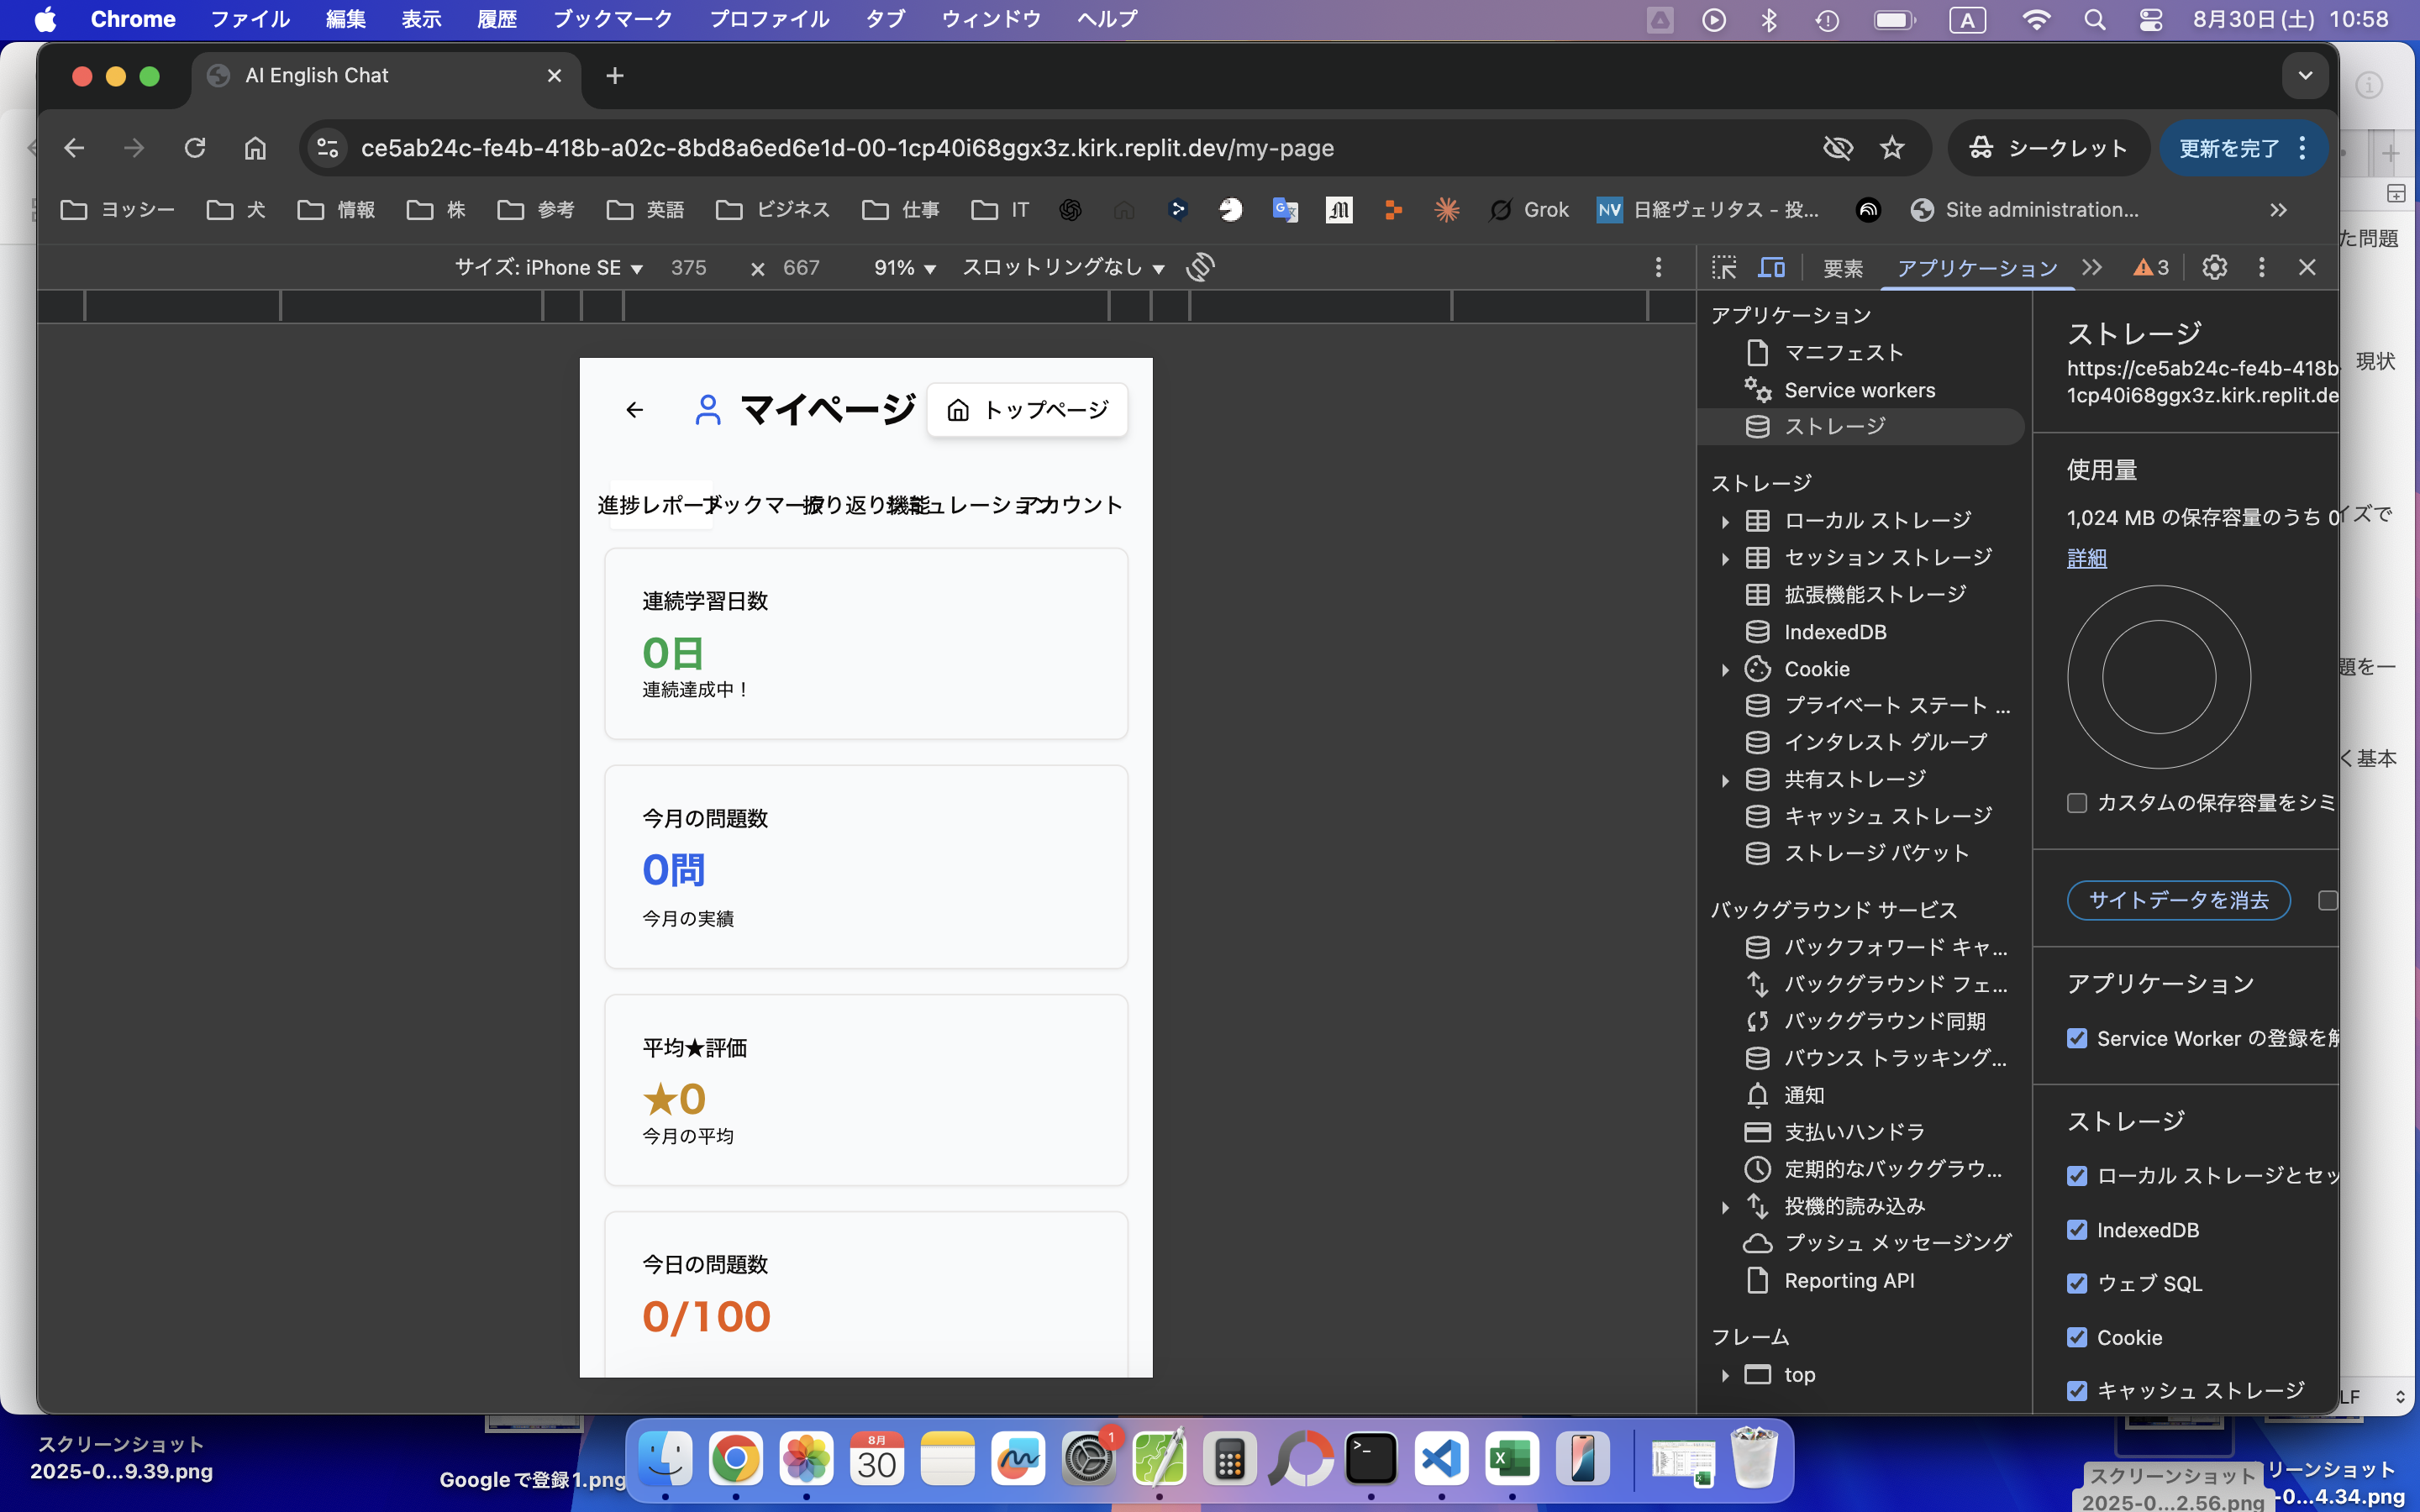 Chrome ファイル 編集 表示 履歴 ブックマーク プロファイル タブ ウィンドウ ヘルプ A 8月30日(土) 10:58
AI English Chat
ce5ab24c-fe4b-418b-a02c-8bd8a6ed6e1d-00-1cp40i68ggx3z.kirk.replit.dev/my-page シークレット 更新を完了
ヨッシー 犬 情報 株 参考 英語 ビジネス 仕事 IT Grok NV 日経ヴェリタス - 投... Site administration...
サイズ: iPhone SE 375 × 667 91% スロットリングなし
要素 アプリケーション 3
マイページ トップページ
進捗レポート ブックマーク 振り返り機能 シミュレーション アカウント
連続学習日数
0日
連続達成中！
今月の問題数
0問
今月の実績
平均★評価
★0
今月の平均
今日の問題数
0/100
アプリケーション
マニフェスト
Service workers
ストレージ
ストレージ
ローカル ストレージ
セッション ストレージ
拡張機能ストレージ
IndexedDB
Cookie
プライベート ステート ...
インタレスト グループ
共有ストレージ
キャッシュ ストレージ
ストレージ バケット
バックグラウンド サービス
バックフォワード キャ...
バックグラウンド フェ...
バックグラウンド同期
バウンス トラッキング...
通知
支払いハンドラ
定期的なバックグラウ...
投機的読み込み
プッシュ メッセージング
Reporting API
フレーム
top
ストレージ
https://ce5ab24c-fe4b-418b-
1cp40i68ggx3z.kirk.replit.de
使用量
1,024 MB の保存容量のうち 0
詳細
カスタムの保存容量をシミ
サイトデータを消去
アプリケーション
Service Worker の登録を解
ストレージ
ローカル ストレージとセッ
IndexedDB
ウェブ SQL
Cookie
キャッシュ ストレージ
た問題
現状
イズで
題を一
く基本
LF
スクリーンショット
2025-0...9.39.png
Googleで登録1.png
8月
30
1
スクリーンショット
2025-0...2.56.png
リーンショット
-0...4.34.png